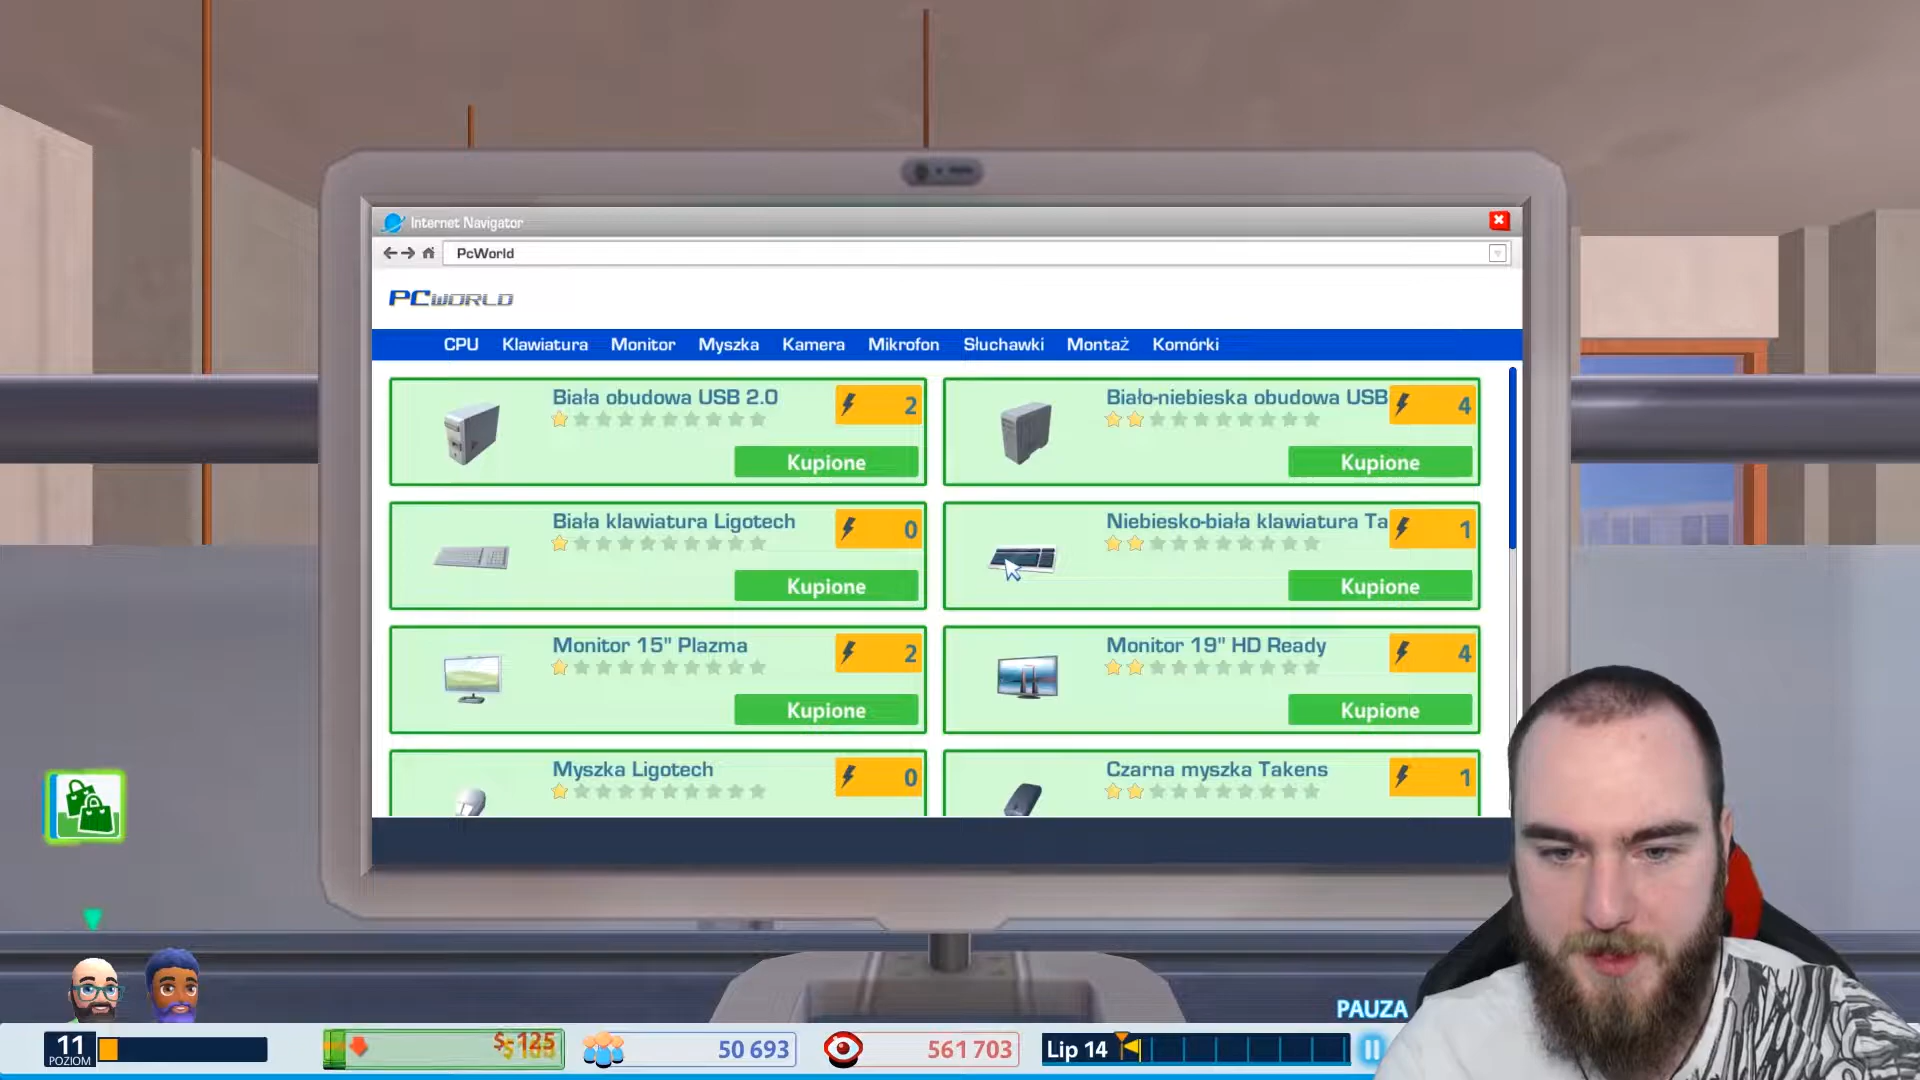 Internet Navigator
PcWorld
PCWORLD
CPU Klawiatura Monitor Myszka Kamera Mikrofon Słuchawki Montaż Komórki
Biała obudowa USB 2.0
2
Kupione
Biało-niebieska obudowa USB
4
Kupione
Biała klawiatura Ligotech
0
Kupione
Niebiesko-biała klawiatura Ta
1
Kupione
Monitor 15" Plazma
2
Kupione
Monitor 19" HD Ready
4
Kupione
Myszka Ligotech
0
Czarna myszka Takens
1
PAUZA
11
POZIOM
$-125
50 693
561 703
Lip 14